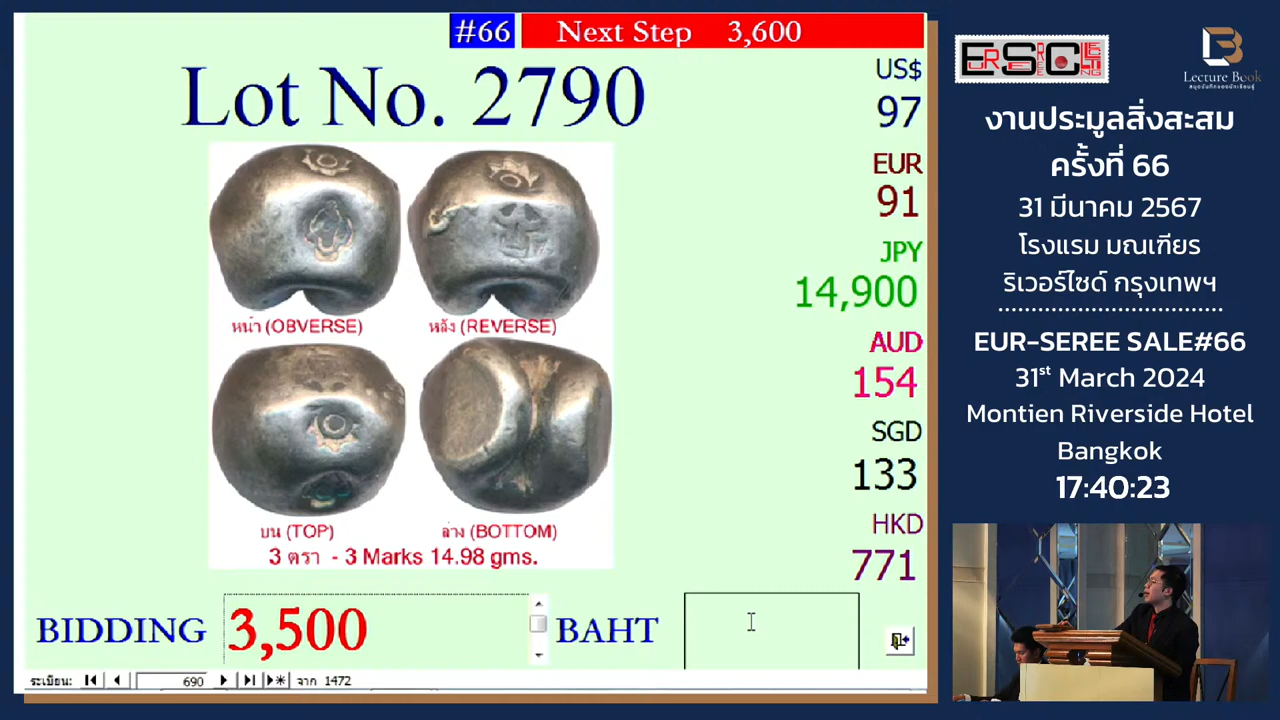 #66
Next Step 3,600
Lot No. 2790
US$
97
EUR
91
JPY
14,900
AUD
154
SGD
133
HKD
771
หน้า (OBVERSE)
หลัง (REVERSE)
บน (TOP)
ล่าง (BOTTOM)
3 ตรา - 3 Marks 14.98 gms.
BIDDING 3,500 BAHT
ระเบียน: 690 จาก 1472
Lecture Book
งานประมูลสิ่งสะสม
ครั้งที่ 66
31 มีนาคม 2567
โรงแรม มณเฑียร
ริเวอร์ไซด์ กรุงเทพฯ
EUR-SEREE SALE#66
31st March 2024
Montien Riverside Hotel
Bangkok
17:40:23